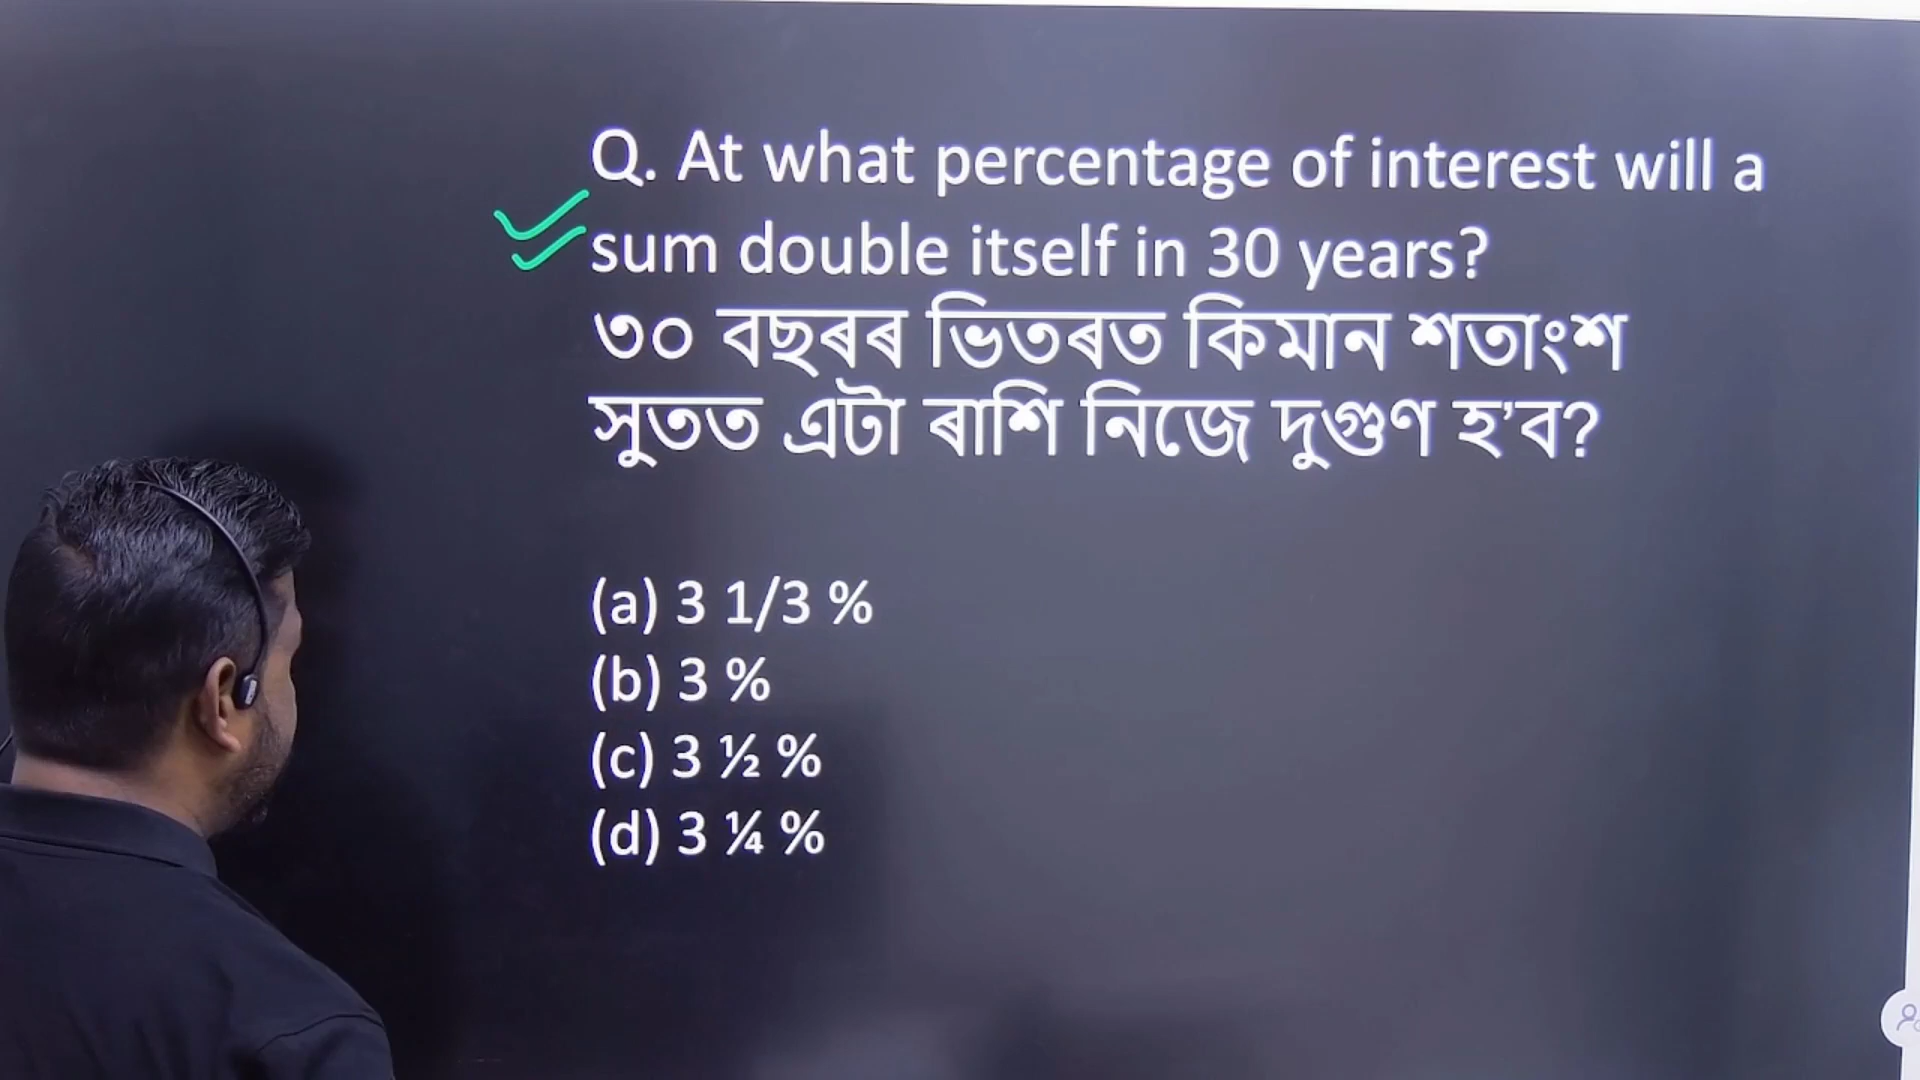 Q. At what percentage of interest will a
sum double itself in 30 years?
৩০ বছৰৰ ভিতৰত কিমান শতাংশ
সুতত এটা ৰাশি নিজে দুগুণ হ’ব?
(a) 3 1/3 %
(b) 3 %
(c) 3 ½ %
(d) 3 ¼ %